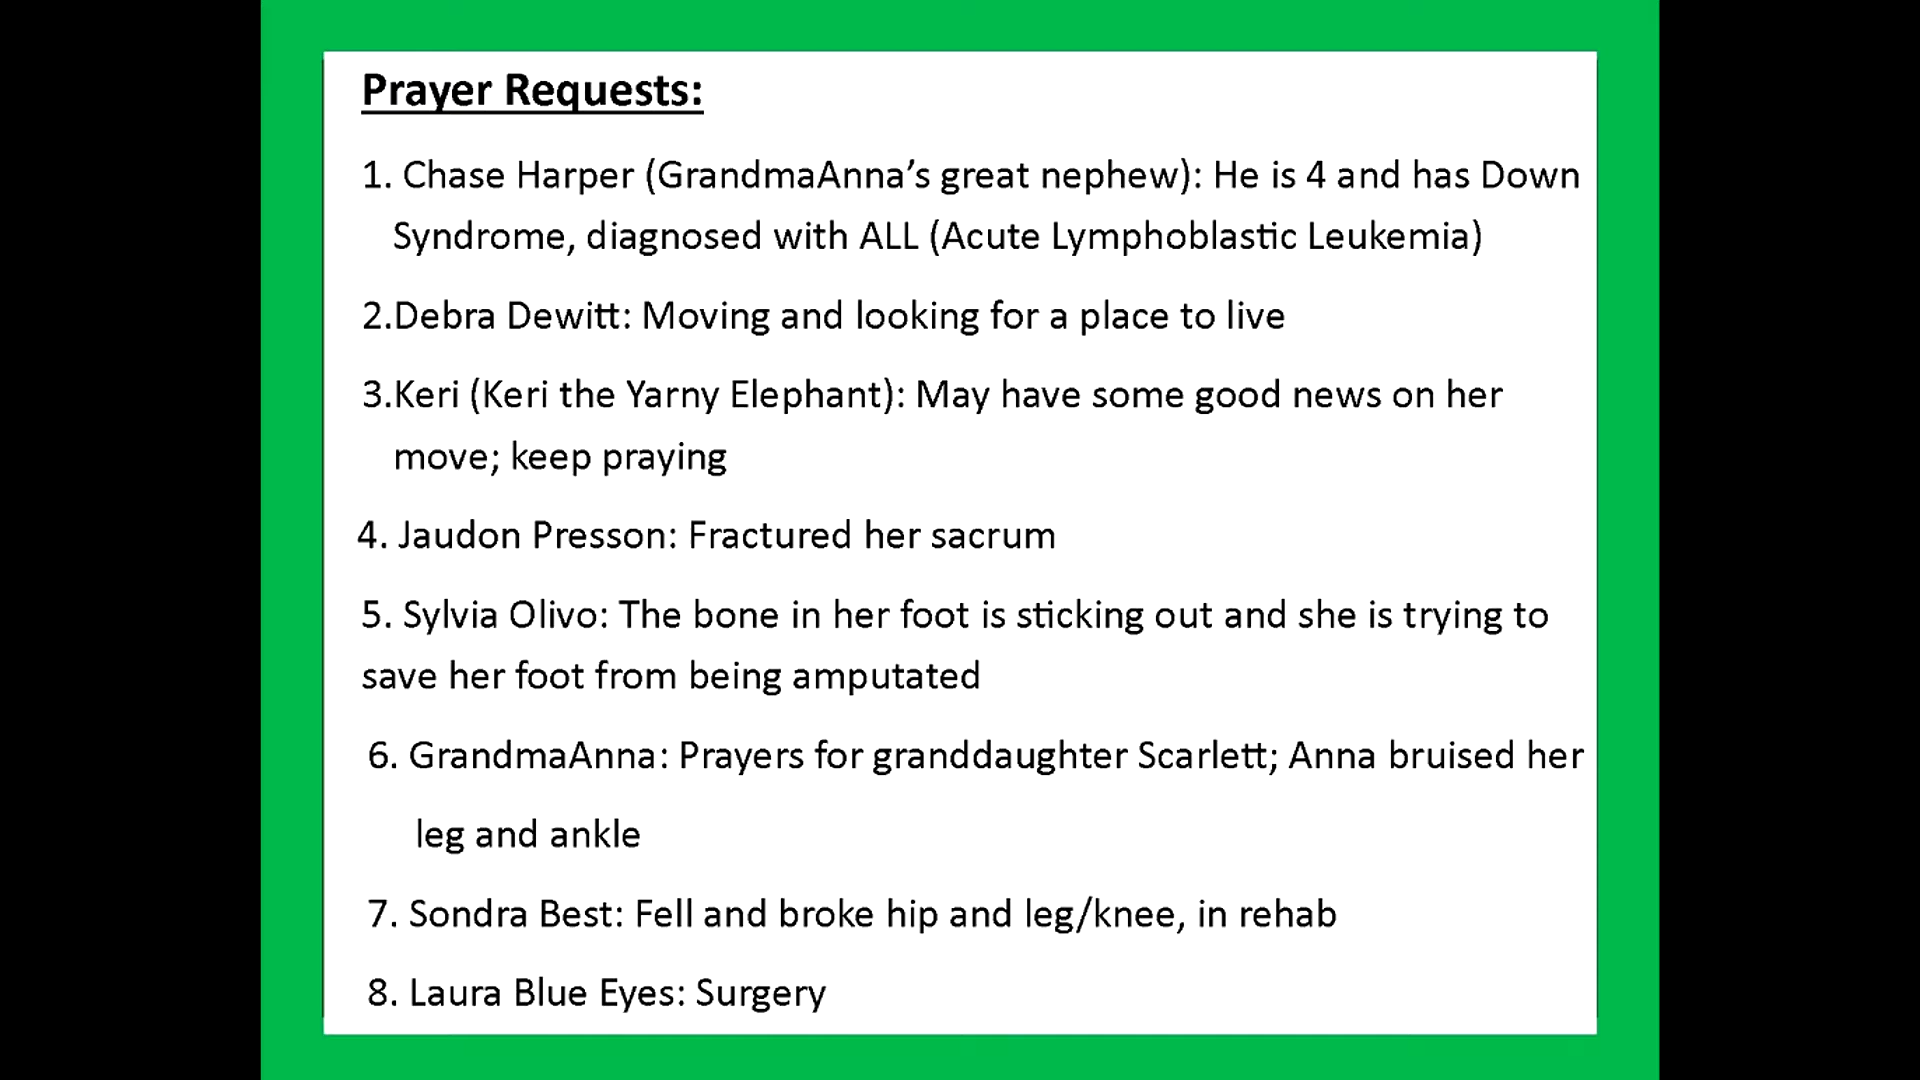 Prayer Requests:
1. Chase Harper (GrandmaAnna’s great nephew): He is 4 and has Down
Syndrome, diagnosed with ALL (Acute Lymphoblastic Leukemia)
2.Debra Dewitt: Moving and looking for a place to live
3.Keri (Keri the Yarny Elephant): May have some good news on her
move; keep praying
4. Jaudon Presson: Fractured her sacrum
5. Sylvia Olivo: The bone in her foot is sticking out and she is trying to
save her foot from being amputated
6. GrandmaAnna: Prayers for granddaughter Scarlett; Anna bruised her
leg and ankle
7. Sondra Best: Fell and broke hip and leg/knee, in rehab
8. Laura Blue Eyes: Surgery